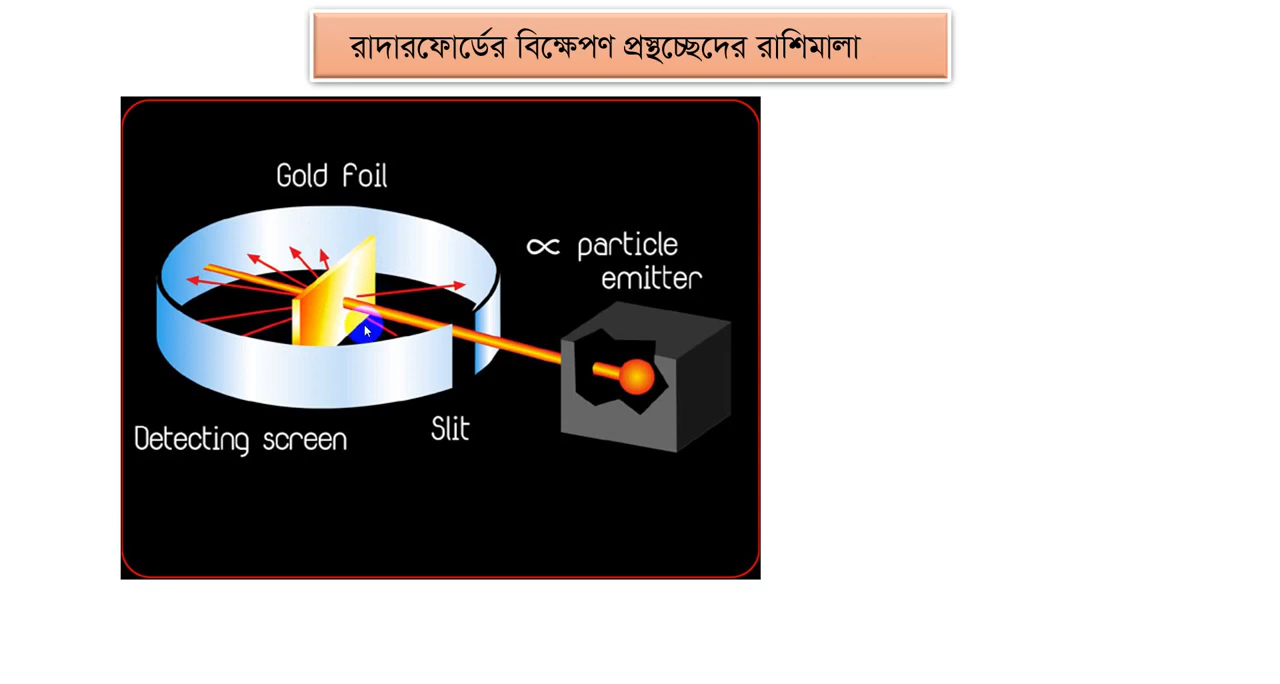 রাদারফোর্ডের বিক্ষেপণ প্রস্থচ্ছেদের রাশিমালা
Gold Foil
∝ particle
emitter
Slit
Detecting screen